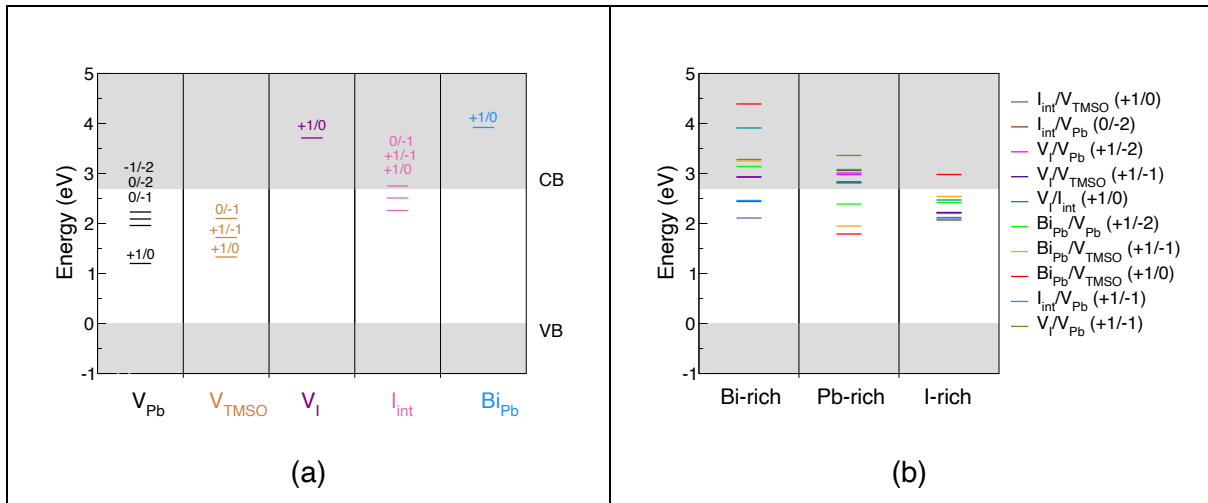 5
4
3
2
1
0
-1
Energy (eV)
-1/-2
0/-2
0/-1
+1/0
0/-1
+1/-1
+1/0
+1/0
0/-1
+1/-1
+1/0
+1/0
CB
VB
V_Pb V_TMSO V_I I_int Bi_Pb
(a)
5
4
3
2
1
0
-1
Energy (eV)
Bi-rich Pb-rich I-rich
I_int/V_TMSO (+1/0)
I_int/V_Pb (0/-2)
V_I/V_Pb (+1/-2)
V_I/V_TMSO (+1/-1)
V_I/I_int (+1/0)
Bi_Pb/V_Pb (+1/-2)
Bi_Pb/V_TMSO (+1/-1)
Bi_Pb/V_TMSO (+1/0)
I_int/V_Pb (+1/-1)
V_I/V_Pb (+1/-1)
(b)